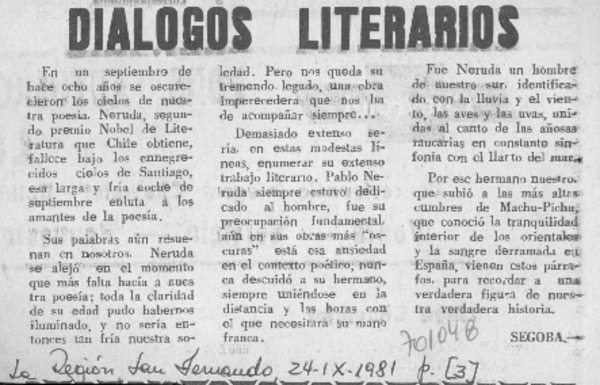 DIALOGOS LITERARIOS
En un septiembre de
hace ocho años se oscure-
cieron los cielos de nues-
tra poesía. Neruda, segun-
do premio Nobel de Lite-
ratura que Chile obtiene,
fallece bajo los ennegre-
cidos cielos de Santiago,
esa larga y fría noche de
septiembre enluta a los
amantes de la poesía.
Sus palabras aún resue-
nan en nosotros. Neruda
se alejó en el momento
que más falta hacía a nues
tra poesía; toda la claridad
de su edad pudo habernos
iluminado, y no sería en-
tonces tan fría nuestra so-
ledad. Pero nos queda su
tremendo legado, una obra
imperecedera que nos ha
de acompañar siempre...
Demasiado extenso se-
ría, en estas modestas lí-
neas, enumerar su extenso
trabajo literario. Pablo Ne-
ruda siempre estuvo dedi-
cado al hombre, fue su
preocupación fundamental,
aún en sus obras más "os-
curas" está esa ansiedad
en el contexto poético, nun-
ca descuidó a su hermano,
siempre uniéndose en la
distancia y las horas con
el que necesitara su mano
franca.
Fue Neruda un hombre
de nuestro sur, identifica-
do con la lluvia y el vien-
to, las aves y las uvas, uni-
das al canto de las añosas
raucarias en constante sin-
fonía con el llarto del mar.
Por ese hermano nuestro,
que subió a las más altas
cumbres de Machu-Pichu,
que conoció la tranquilidad
interior de los orientales
y la sangre derramada en
España, vienen estos párra-
fos, para recordar a una
verdadera figura de nues-
tra verdadera historia.
SEGOBA.—
701048
La Región, San Fernando 24-IX-1981 p. [3]